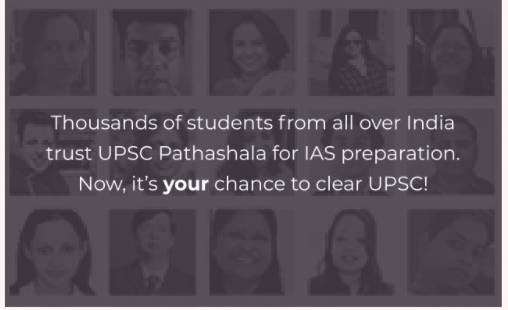 Thousands of students from all over India
trust UPSC Pathashala for IAS preparation.
Now, it's your chance to clear UPSC!